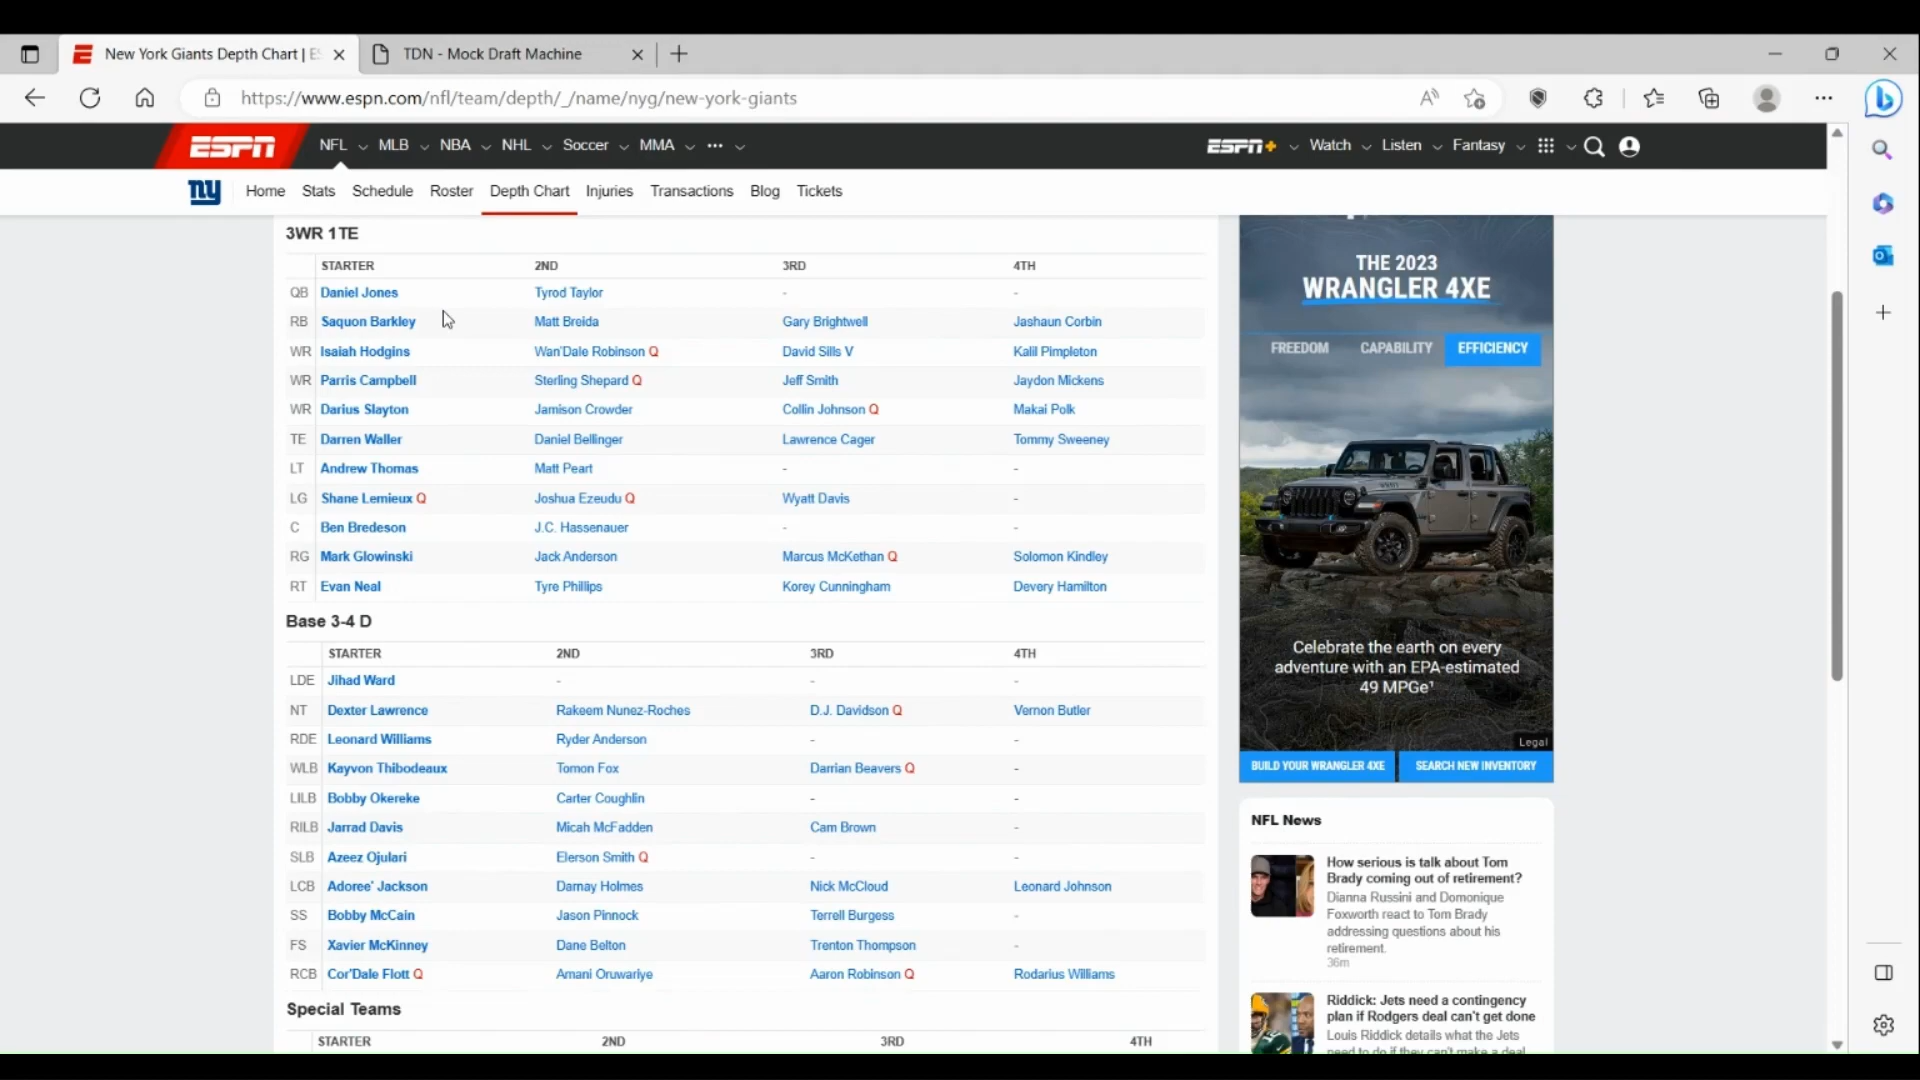 New York Giants Depth Chart | ES
TDN - Mock Draft Machine
https://www.espn.com/nfl/team/depth/_/name/nyg/new-york-giants
ESPN NFL MLB NBA NHL Soccer MMA ESPN+ Watch Listen Fantasy
ny Home Stats Schedule Roster Depth Chart Injuries Transactions Blog Tickets
3WR 1TE
STARTER 2ND 3RD 4TH
QB Daniel Jones Tyrod Taylor - -
RB Saquon Barkley Matt Breida Gary Brightwell Jashaun Corbin
WR Isaiah Hodgins Wan'Dale Robinson Q David Sills V Kalil Pimpleton
WR Parris Campbell Sterling Shepard Q Jeff Smith Jaydon Mickens
WR Darius Slayton Jamison Crowder Collin Johnson Q Makai Polk
TE Darren Waller Daniel Bellinger Lawrence Cager Tommy Sweeney
LT Andrew Thomas Matt Peart - -
LG Shane Lemieux Q Joshua Ezeudu Q Wyatt Davis -
C Ben Bredeson J.C. Hassenauer - -
RG Mark Glowinski Jack Anderson Marcus McKethan Q Solomon Kindley
RT Evan Neal Tyre Phillips Korey Cunningham Devery Hamilton
Base 3-4 D
STARTER 2ND 3RD 4TH
LDE Jihad Ward - - -
NT Dexter Lawrence Rakeem Nunez-Roches D.J. Davidson Q Vernon Butler
RDE Leonard Williams Ryder Anderson - -
WLB Kayvon Thibodeaux Tomon Fox Darrian Beavers Q -
LILB Bobby Okereke Carter Coughlin - -
RILB Jarrad Davis Micah McFadden Cam Brown -
SLB Azeez Ojulari Elerson Smith Q - -
LCB Adoree' Jackson Darnay Holmes Nick McCloud Leonard Johnson
SS Bobby McCain Jason Pinnock Terrell Burgess -
FS Xavier McKinney Dane Belton Trenton Thompson -
RCB Cor'Dale Flott Q Amani Oruwariye Aaron Robinson Q Rodarius Williams
Special Teams
STARTER 2ND 3RD 4TH
THE 2023
WRANGLER 4XE
FREEDOM CAPABILITY EFFICIENCY
Celebrate the earth on every
adventure with an EPA-estimated
49 MPGe¹
Legal
BUILD YOUR WRANGLER 4XE SEARCH NEW INVENTORY
NFL News
How serious is talk about Tom
Brady coming out of retirement?
Dianna Russini and Domonique
Foxworth react to Tom Brady
addressing questions about his
retirement.
36m
Riddick: Jets need a contingency
plan if Rodgers deal can't get done
Louis Riddick details what the Jets
need to do if they can't make a deal